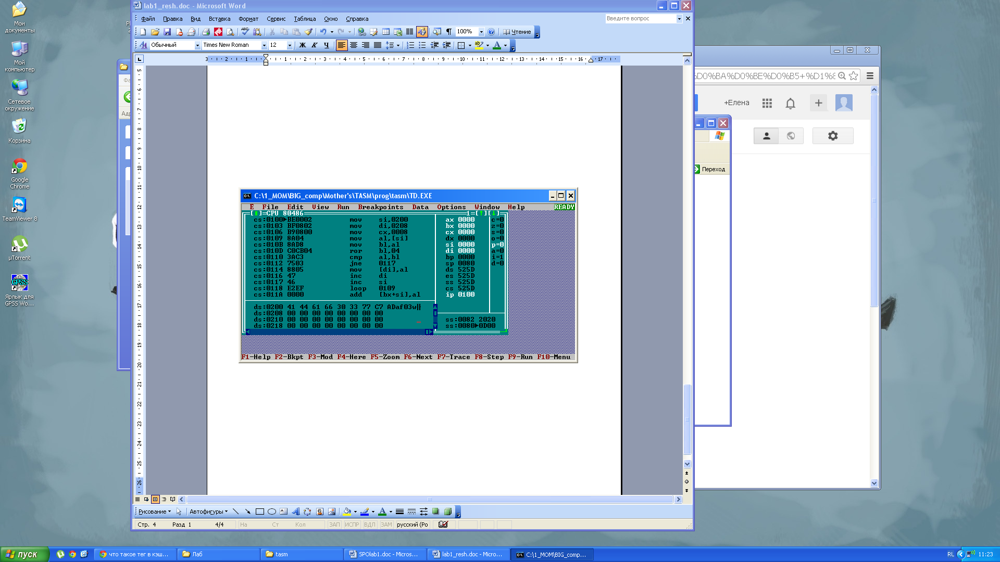 lab1_resh.doc - Microsoft Word
Файл Правка Вид Вставка Формат Сервис Таблица Окно Справка
Введите вопрос
100%
Чтение
Обычный
Times New Roman
12
Ж К Ч
Мои документы
Мой компьютер
Сетевое окружение
Корзина
Google Chrome
TeamViewer 8
µTorrent
Ярлык для GPSS Wo...
%D0%BA%D0%BE%D0%B5+%D1%8
+Елена
Переход
C:\1_MOM\BIG_comp\Mother's\TASM\prog\tasm\TD.EXE
File Edit View Run Breakpoints Data Options Window Help READY
CPU 80486
cs:0100►BE0002 mov si,0200
cs:0103 BF0802 mov di,0208
cs:0106 B90800 mov cx,0008
cs:0109 8A04 mov al,[si]
cs:010B 8AD8 mov bl,al
cs:010D C0CB04 ror bl,04
cs:0110 3AC3 cmp al,bl
cs:0112 7503 jne 0117
cs:0114 8805 mov [di],al
cs:0116 47 inc di
cs:0117 46 inc si
cs:0118 E2EF loop 0109
cs:011A 0000 add [bx+si],al
ax 0000 c=0
bx 0000 z=0
cx 0000 s=0
dx 0000 o=0
si 0000 p=0
di 0000 a=0
bp 0000 i=1
sp 0080 d=0
ds 525D
es 525D
ss 525D
cs 525D
ip 0100
ds:0200 41 44 61 66 30 33 77 C7 ADaf03w╟
ds:0208 00 00 00 00 00 00 00 00
ds:0210 00 00 00 00 00 00 00 00
ds:0218 00 00 00 00 00 00 00 00
ss:0082 2020
ss:0080►0D00
F1-Help F2-Bkpt F3-Mod F4-Here F5-Zoom F6-Next F7-Trace F8-Step F9-Run F10-Menu
Рисование Автофигуры
Стр. 4 Разд 1 4/4 На Ст Кол ЗАП ИСПР ВДЛ ЗАМ русский (Ро
пуск
что такое тег в кэш...
Лаб
tasm
SPOlab1.doc - Micros...
lab1_resh.doc - Micro...
C:\1_MOM\BIG_comp...
RL
11:23